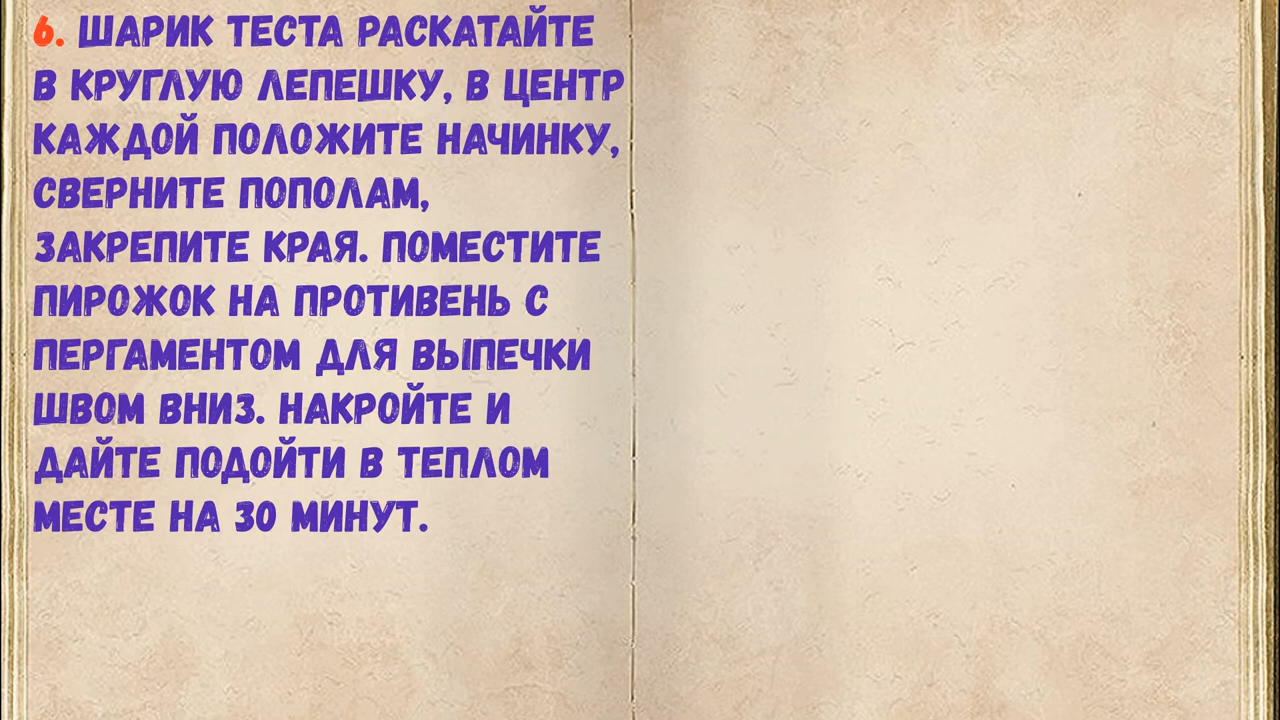 6. ШАРИК ТЕСТА РАСКАТАЙТЕ
В КРУГЛУЮ ЛЕПЕШКУ, В ЦЕНТР
КАЖДОЙ ПОЛОЖИТЕ НАЧИНКУ,
СВЕРНИТЕ ПОПОЛАМ,
ЗАКРЕПИТЕ КРАЯ. ПОМЕСТИТЕ
ПИРОЖОК НА ПРОТИВЕНЬ С
ПЕРГАМЕНТОМ ДЛЯ ВЫПЕЧКИ
ШВОМ ВНИЗ. НАКРОЙТЕ И
ДАЙТЕ ПОДОЙТИ В ТЕПЛОМ
МЕСТЕ НА 30 МИНУТ.